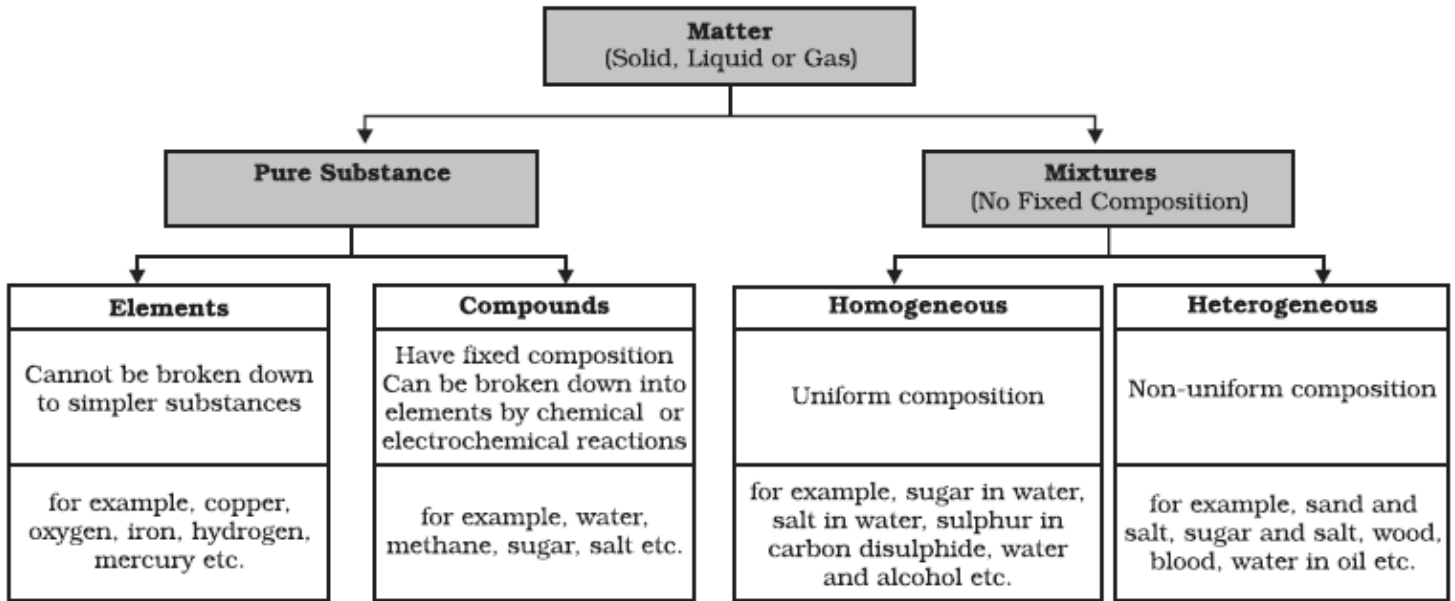 Matter
(Solid, Liquid or Gas)
Pure Substance
Mixtures
(No Fixed Composition)
Elements
Cannot be broken down
to simpler substances
for example, copper,
oxygen, iron, hydrogen,
mercury etc.
Compounds
Have fixed composition
Can be broken down into
elements by chemical or
electrochemical reactions
for example, water,
methane, sugar, salt etc.
Homogeneous
Uniform composition
for example, sugar in water,
salt in water, sulphur in
carbon disulphide, water
and alcohol etc.
Heterogeneous
Non-uniform composition
for example, sand and
salt, sugar and salt, wood,
blood, water in oil etc.